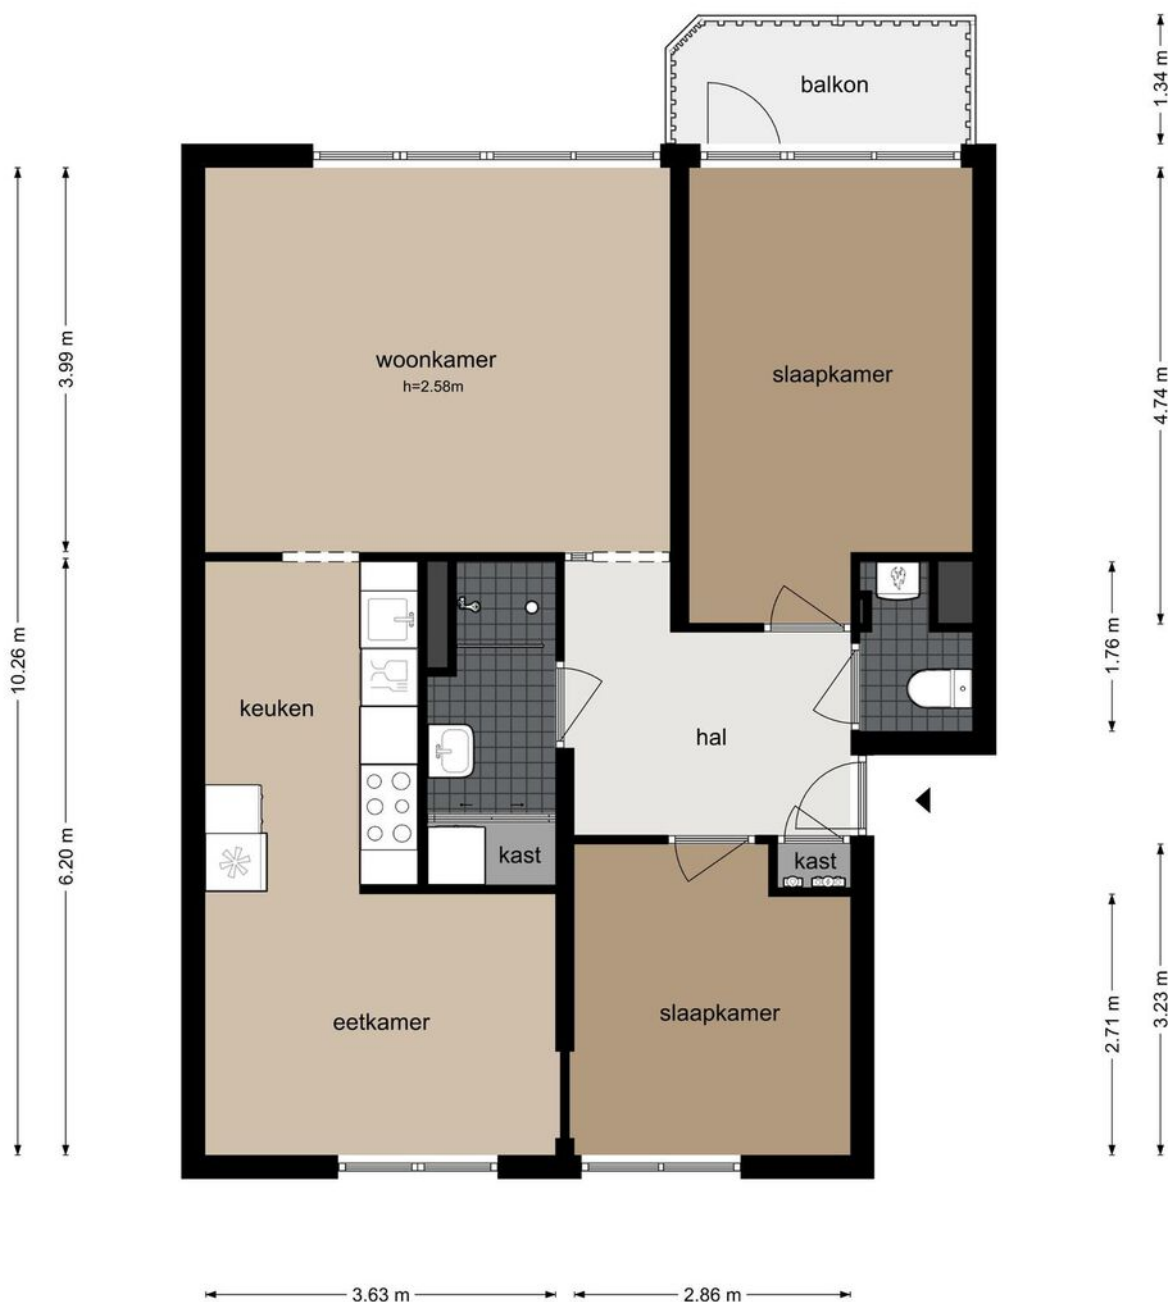 balkon
1.34 m
woonkamer
h=2.58m
slaapkamer
3.99 m
4.74 m
10.26 m
keuken
hal
1.76 m
6.20 m
kast
kast
eetkamer
slaapkamer
2.71 m
3.23 m
3.63 m
2.86 m